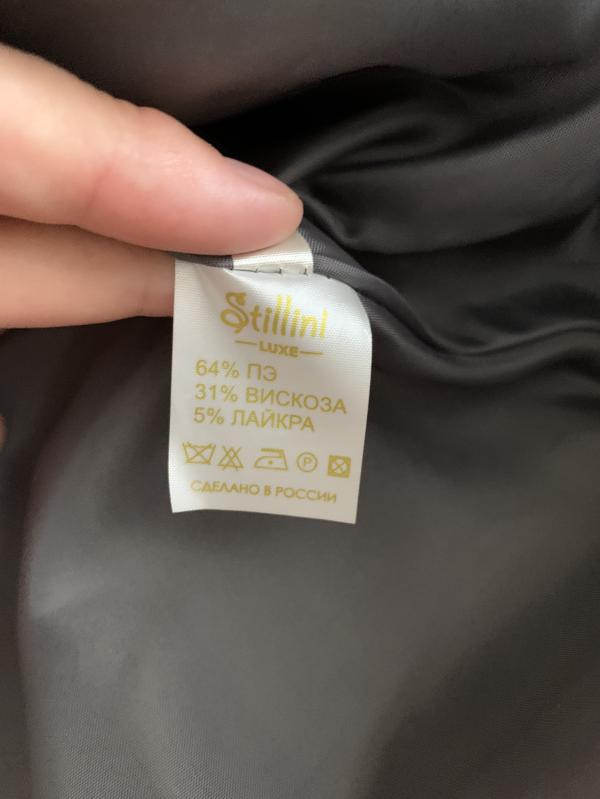 Stillini
LUXE
64% ПЭ
31% ВИСКОЗА
5% ЛАЙКРА
P
СДЕЛАНО В РОССИИ